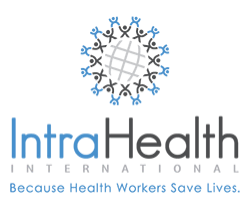 IntraHealth
INTERNATIONAL
Because Health Workers Save Lives.